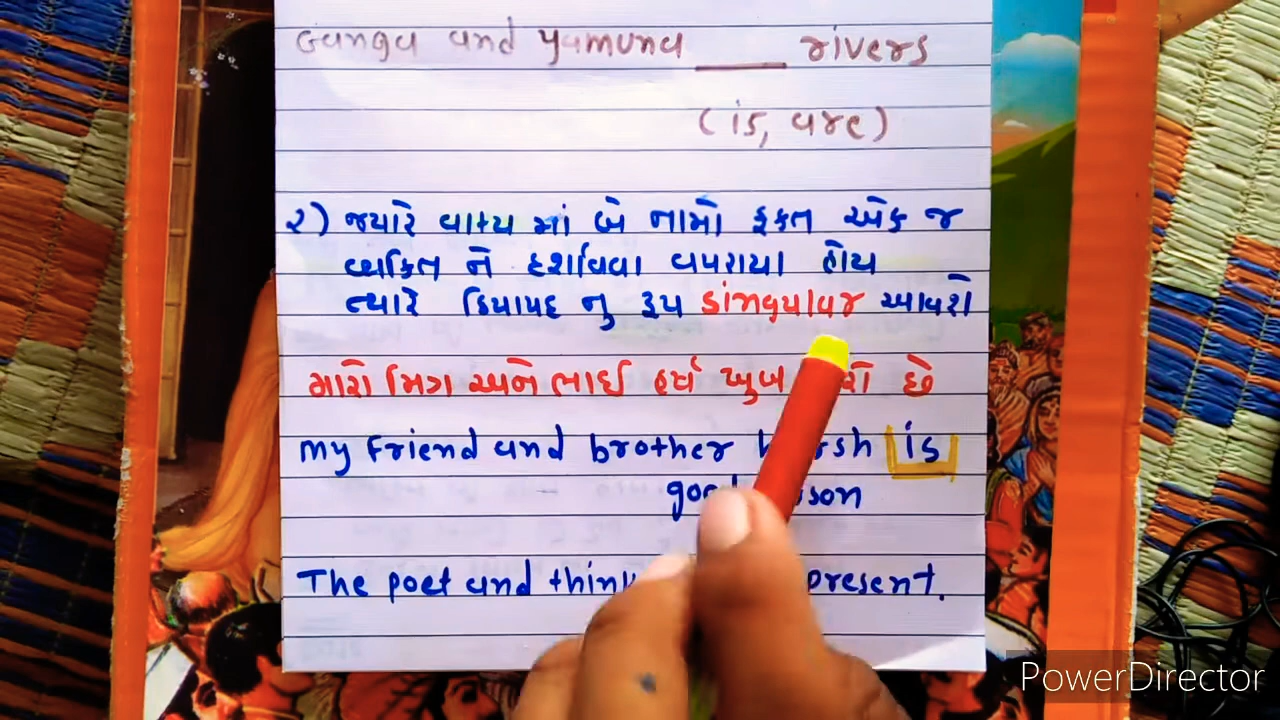 Ganga and Yamuna ____ rivers
(is, are)
૨) જ્યારે વાક્ય માં બે નામો ફક્ત એક જ
વ્યક્તિ ને દર્શાવવા વપરાયા હોય
ત્યારે ક્રિયાપદ નુ રૂપ એકવચન આવશે
મારો મિત્ર અને ભાઈ હર્ષ ખુબ છે
my friend and brother is
The poet and present.
PowerDirector